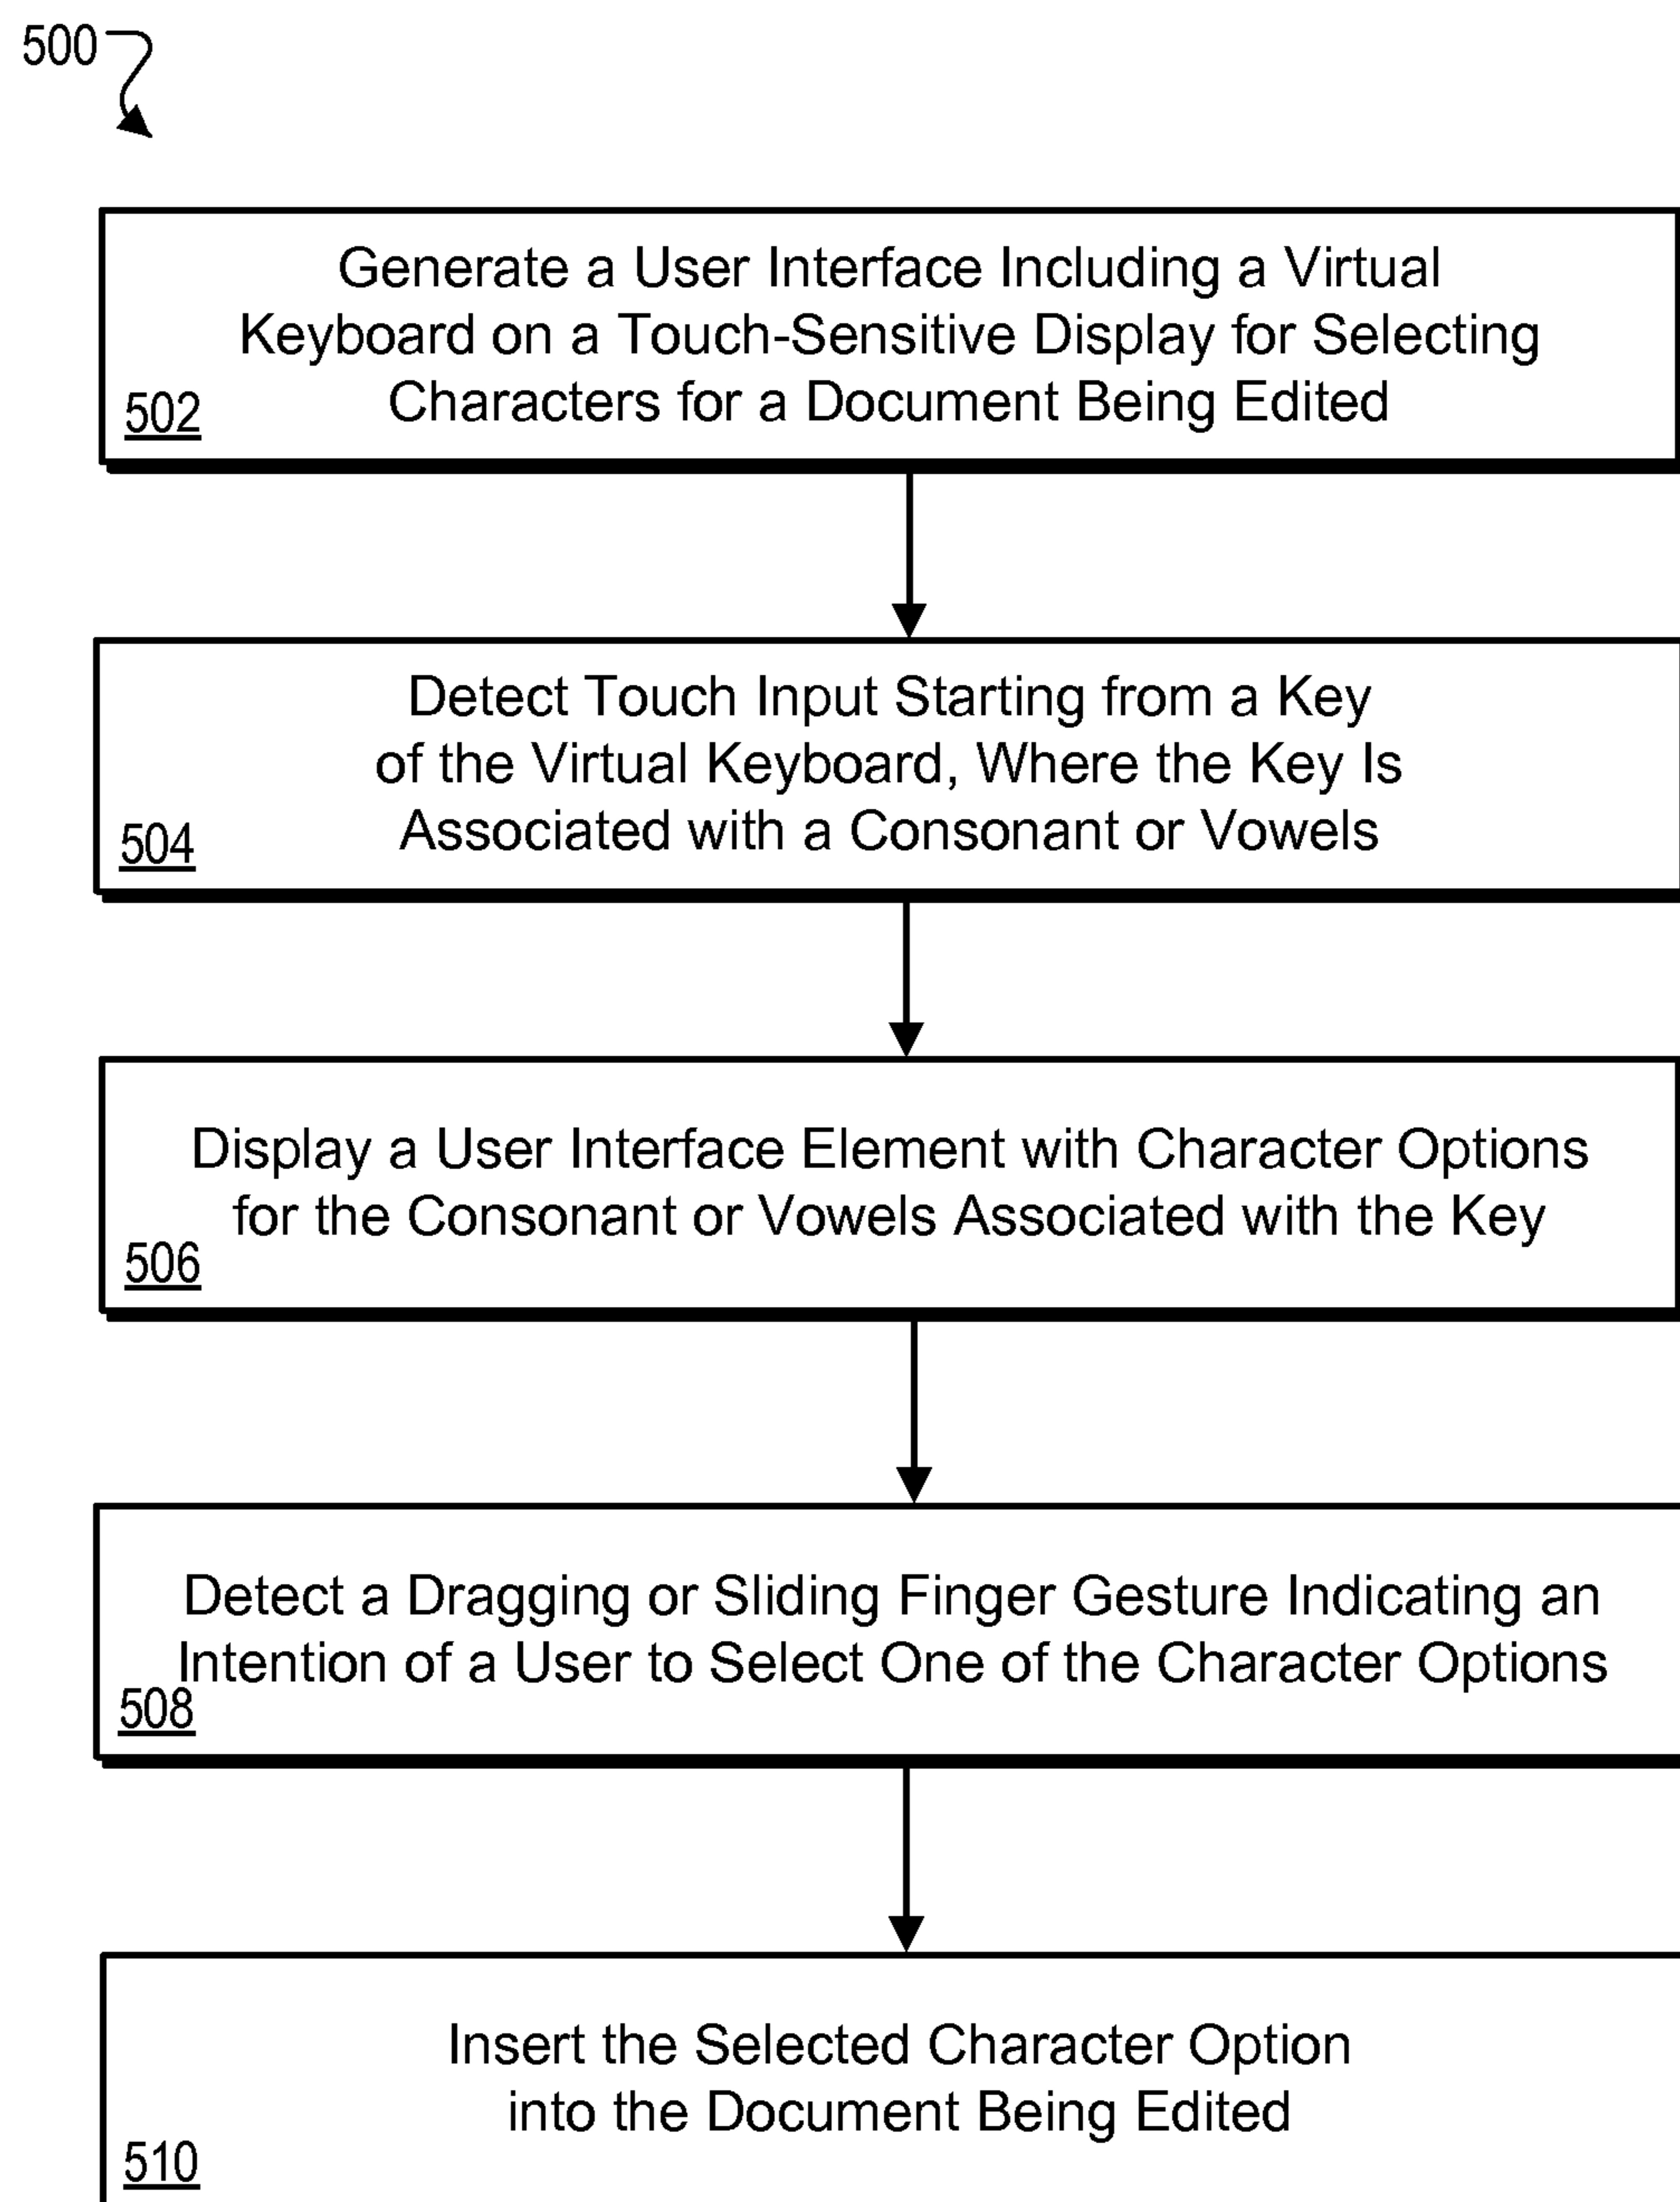 500
Generate a User Interface Including a Virtual
Keyboard on a Touch-Sensitive Display for Selecting
Characters for a Document Being Edited
502
Detect Touch Input Starting from a Key
of the Virtual Keyboard, Where the Key Is
Associated with a Consonant or Vowels
504
Display a User Interface Element with Character Options
for the Consonant or Vowels Associated with the Key
506
Detect a Dragging or Sliding Finger Gesture Indicating an
Intention of a User to Select One of the Character Options
508
Insert the Selected Character Option
into the Document Being Edited
510